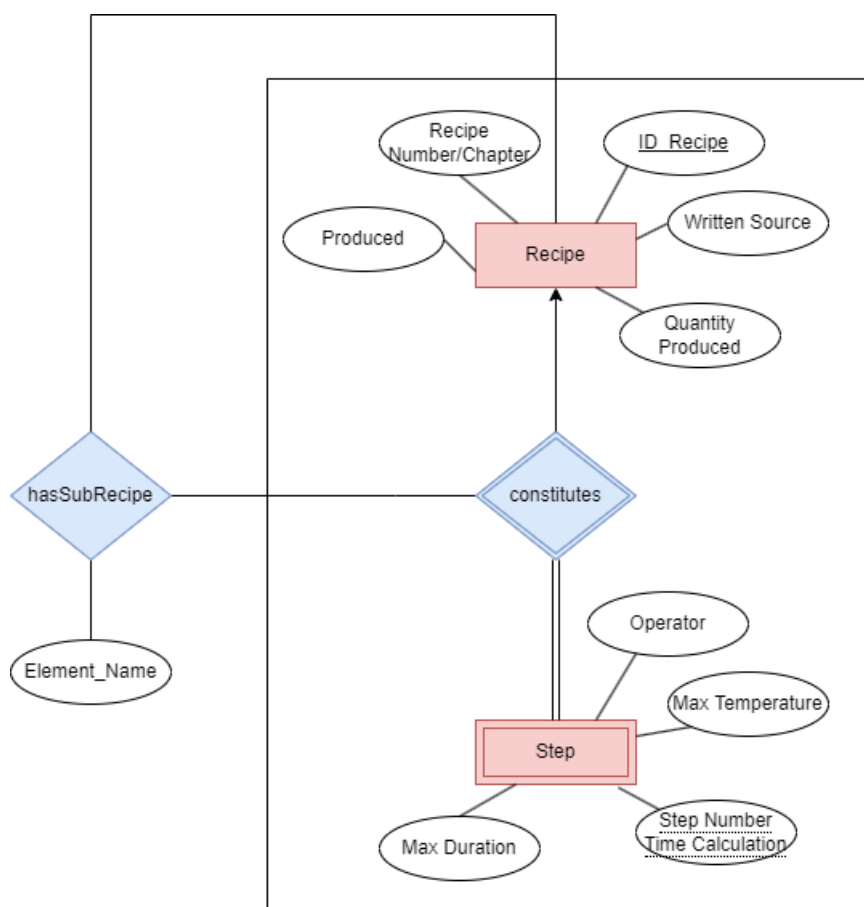 Recipe
Number/Chapter
ID_Recipe
Produced
Written Source
Recipe
Quantity
Produced
hasSubRecipe
constitutes
Operator
Element_Name
Max Temperature
Step
Step Number
Time Calculation
Max Duration